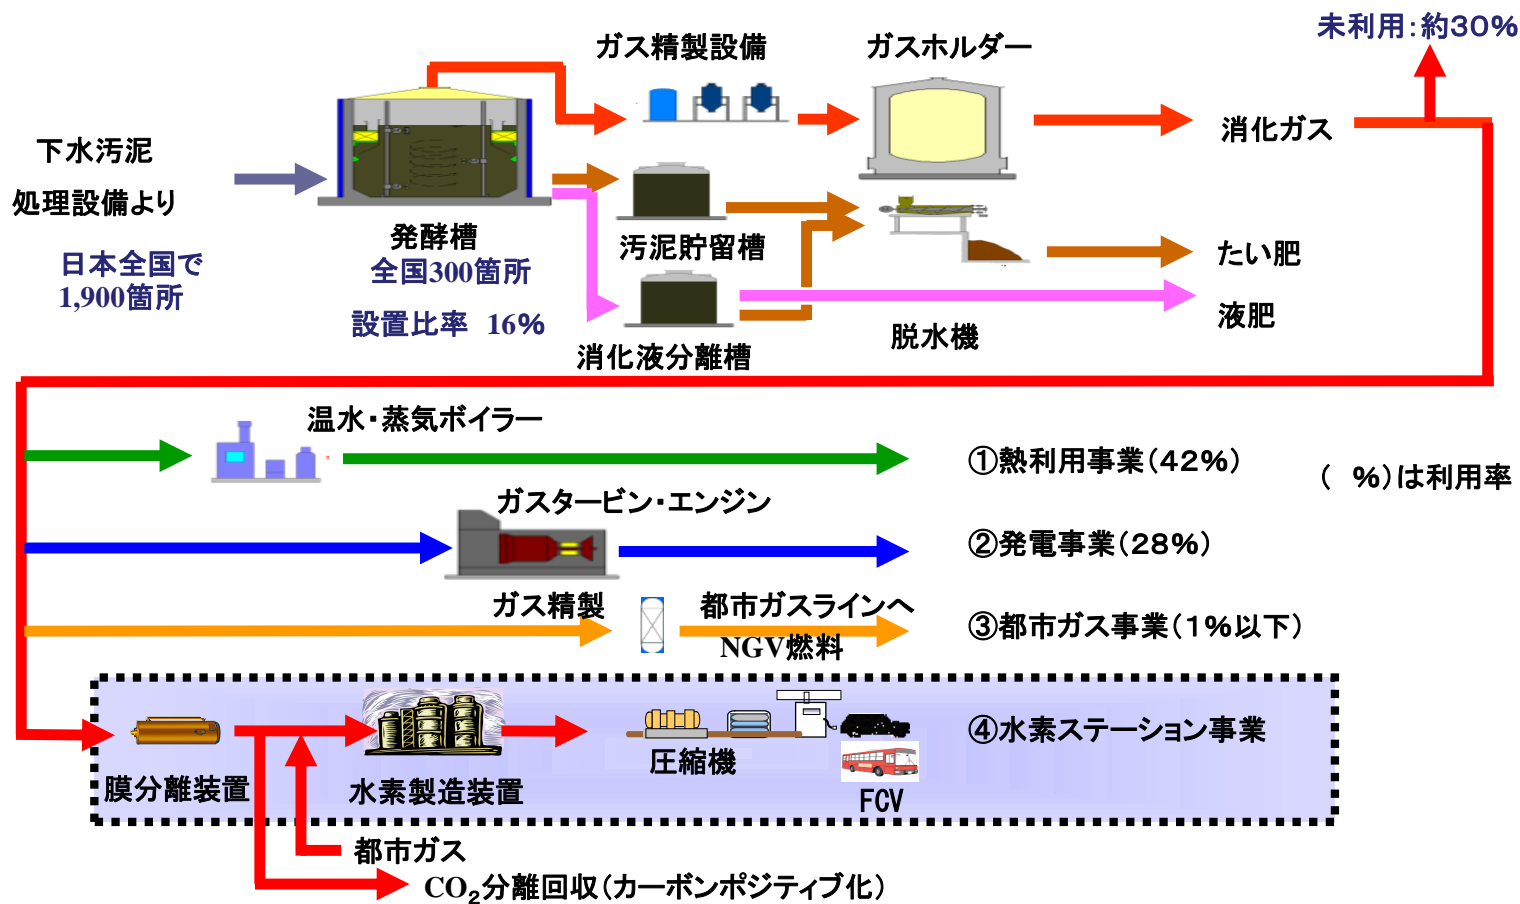 未利用：約30%
ガス精製設備
ガスホルダー
消化ガス
下水汚泥
処理設備より
日本全国で
1,900箇所
発酵槽
全国300箇所
設置比率　16%
汚泥貯留槽
たい肥
液肥
脱水機
消化液分離槽
温水・蒸気ボイラー
①熱利用事業（42%）
（　%）は利用率
ガスタービン・エンジン
②発電事業（28%）
ガス精製
都市ガスラインへ
NGV燃料
③都市ガス事業（1%以下）
④水素ステーション事業
膜分離装置
水素製造装置
圧縮機
FCV
都市ガス
CO₂分離回収（カーボンポジティブ化）